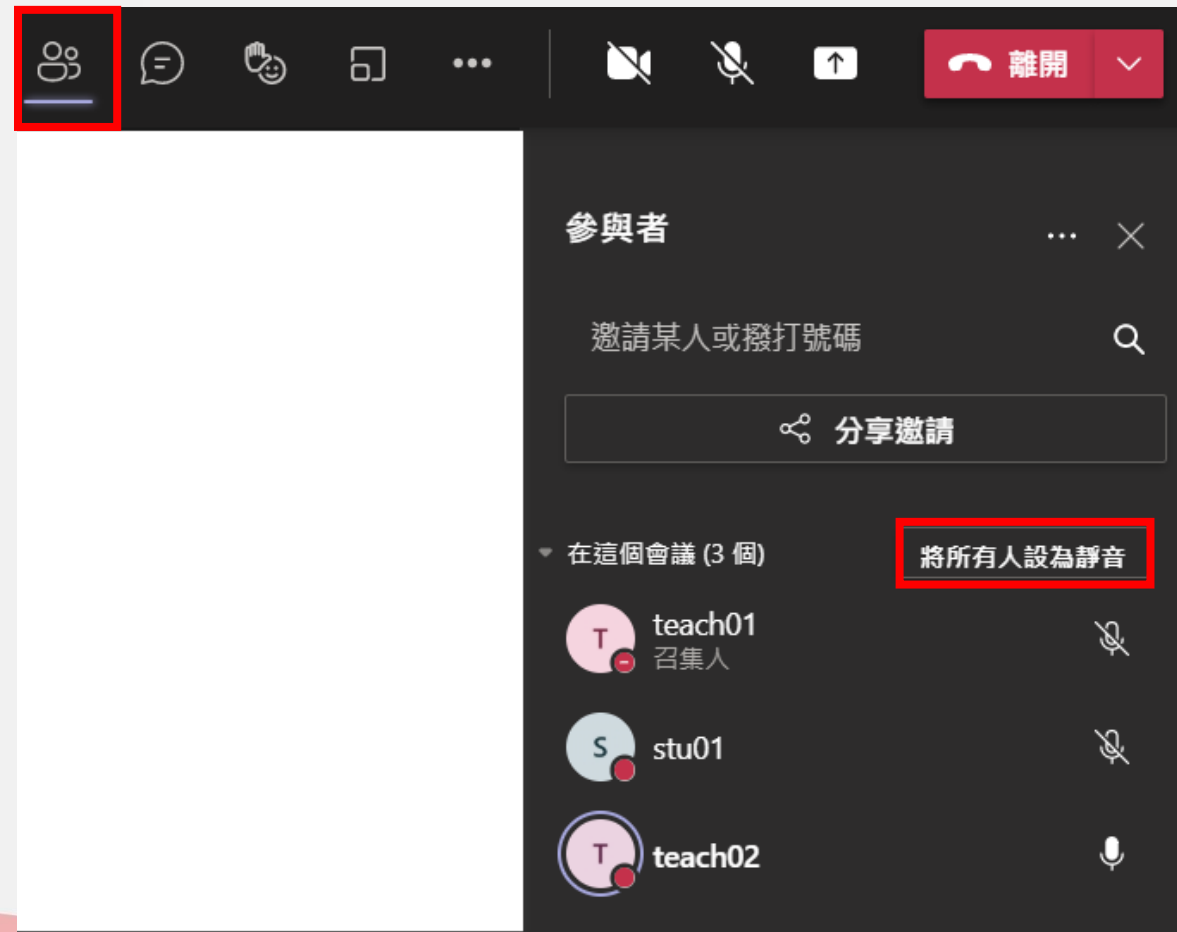 離開
參與者
邀請某人或撥打號碼
分享邀請
在這個會議 (3 個)
將所有人設為靜音
T
teach01
召集人
S
stu01
T
teach02